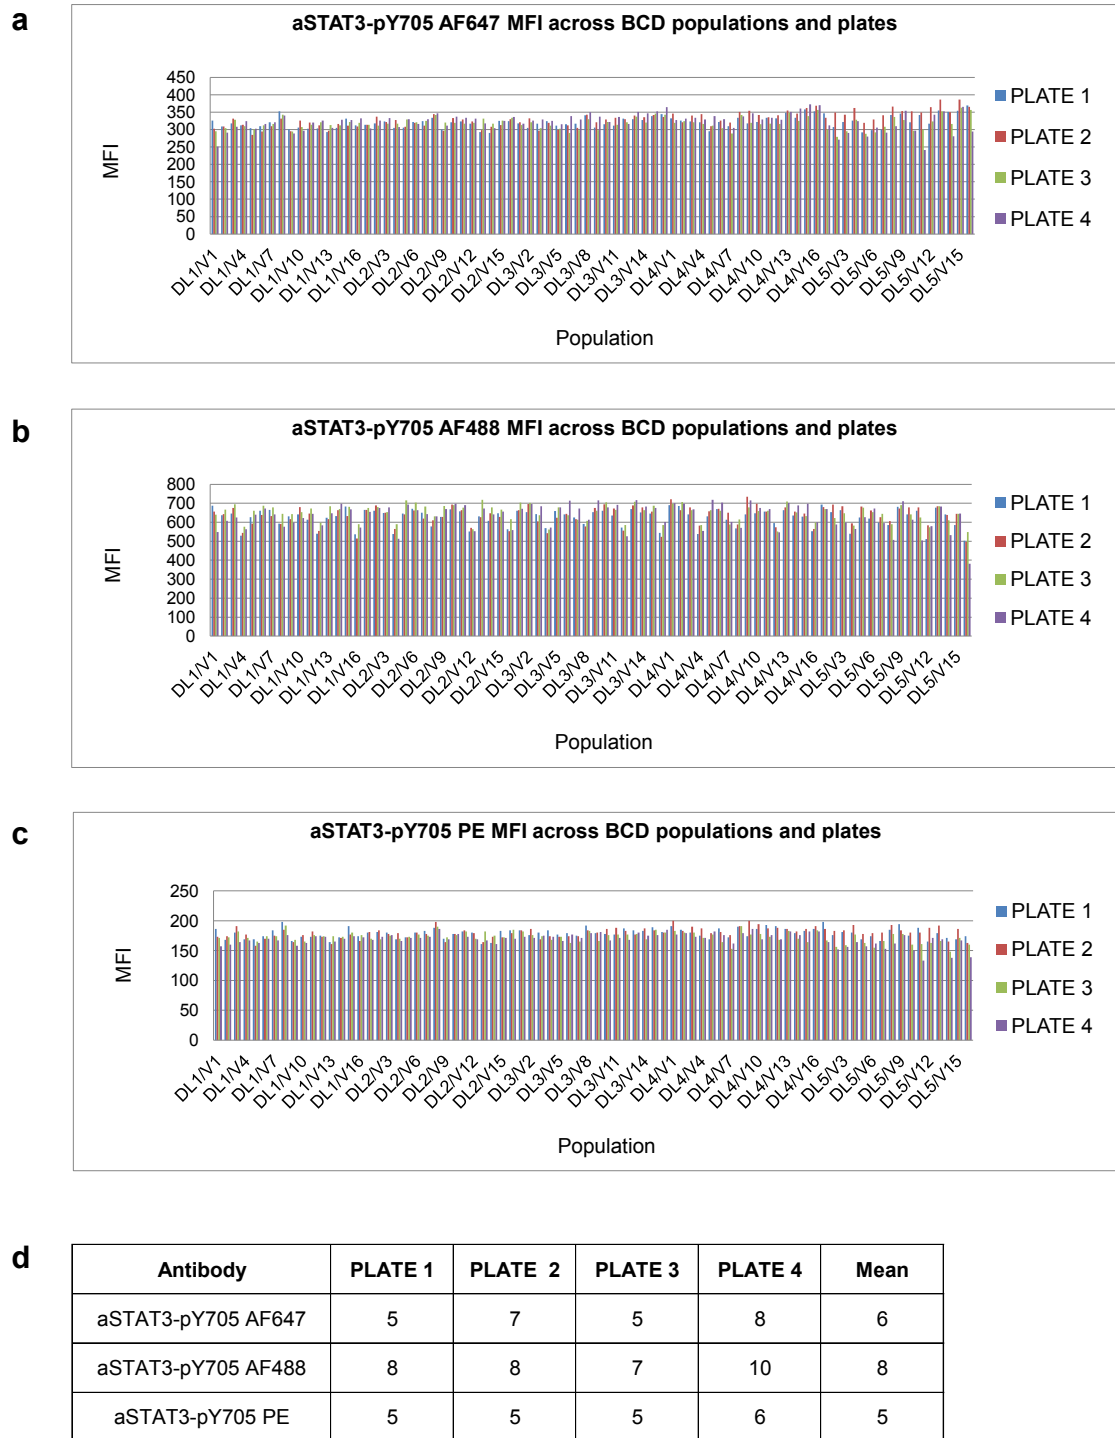 a
aSTAT3-pY705 AF647 MFI across BCD populations and plates
MFI
450
400
350
300
250
200
150
100
50
0
DL1/V1
DL1/V4
DL1/V7
DL1/V10
DL1/V13
DL1/V16
DL2/V3
DL2/V6
DL2/V9
DL2/V12
DL2/V15
DL3/V2
DL3/V5
DL3/V8
DL3/V11
DL3/V14
DL4/V1
DL4/V4
DL4/V7
DL4/V10
DL4/V13
DL4/V16
DL5/V3
DL5/V6
DL5/V9
DL5/V12
DL5/V15
Population
PLATE 1
PLATE 2
PLATE 3
PLATE 4
b
aSTAT3-pY705 AF488 MFI across BCD populations and plates
MFI
800
700
600
500
400
300
200
100
0
DL1/V1
DL1/V4
DL1/V7
DL1/V10
DL1/V13
DL1/V16
DL2/V3
DL2/V6
DL2/V9
DL2/V12
DL2/V15
DL3/V2
DL3/V5
DL3/V8
DL3/V11
DL3/V14
DL4/V1
DL4/V4
DL4/V7
DL4/V10
DL4/V13
DL4/V16
DL5/V3
DL5/V6
DL5/V9
DL5/V12
DL5/V15
Population
PLATE 1
PLATE 2
PLATE 3
PLATE 4
c
aSTAT3-pY705 PE MFI across BCD populations and plates
MFI
250
200
150
100
50
0
DL1/V1
DL1/V4
DL1/V7
DL1/V10
DL1/V13
DL1/V16
DL2/V3
DL2/V6
DL2/V9
DL2/V12
DL2/V15
DL3/V2
DL3/V5
DL3/V8
DL3/V11
DL3/V14
DL4/V1
DL4/V4
DL4/V7
DL4/V10
DL4/V13
DL4/V16
DL5/V3
DL5/V6
DL5/V9
DL5/V12
DL5/V15
Population
PLATE 1
PLATE 2
PLATE 3
PLATE 4
d
Antibody PLATE 1 PLATE 2 PLATE 3 PLATE 4 Mean
aSTAT3-pY705 AF647 5 7 5 8 6
aSTAT3-pY705 AF488 8 8 7 10 8
aSTAT3-pY705 PE 5 5 5 6 5